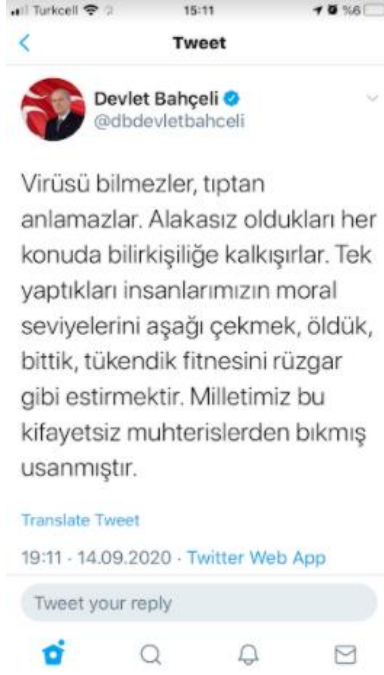 Turkcell 15:11 %6
Tweet
Devlet Bahçeli
@dbdevletbahceli
Virüsü bilmezler, tıptan
anlamazlar. Alakasız oldukları her
konuda bilirkişiliğe kalkışırlar. Tek
yaptıkları insanlarımızın moral
seviyelerini aşağı çekmek, öldük,
bittik, tükendik fitnesini rüzgar
gibi estirmektir. Milletimiz bu
kifayetsiz muhterislerden bıkmış
usanmıştır.
Translate Tweet
19:11 · 14.09.2020 · Twitter Web App
Tweet your reply